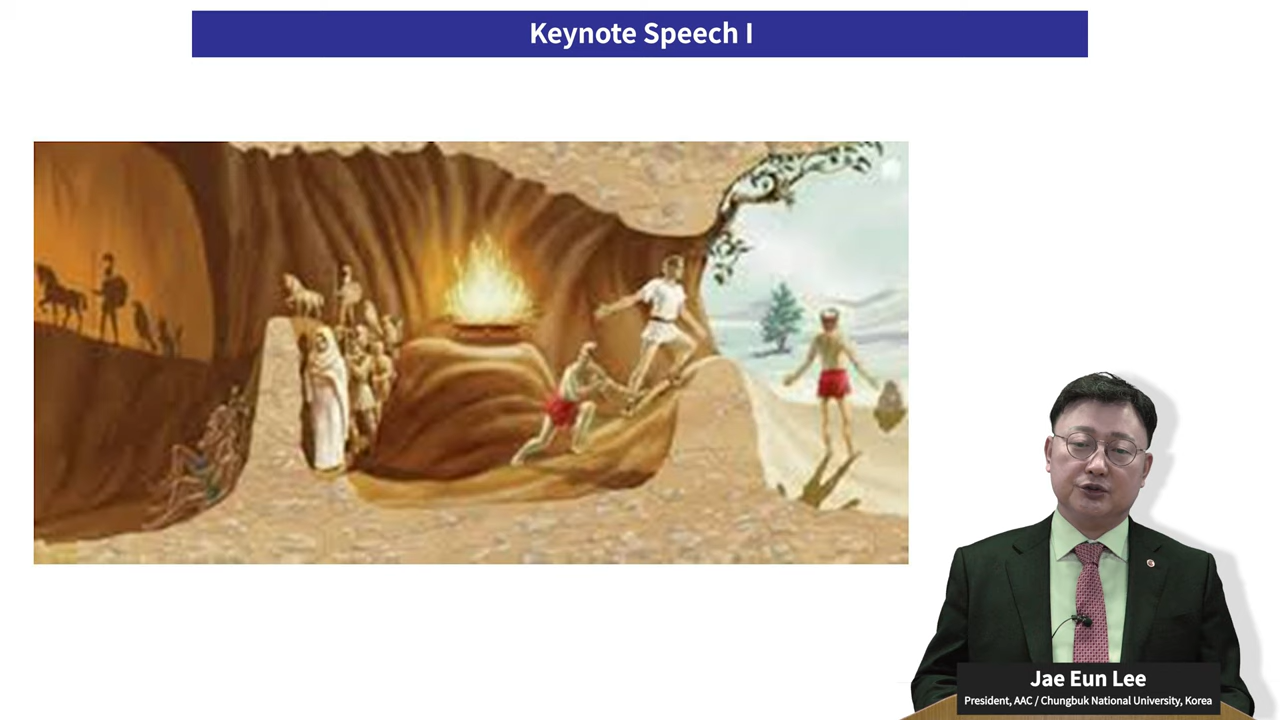 Keynote Speech I
Jae Eun Lee
President, AAC / Chungbuk National University, Korea